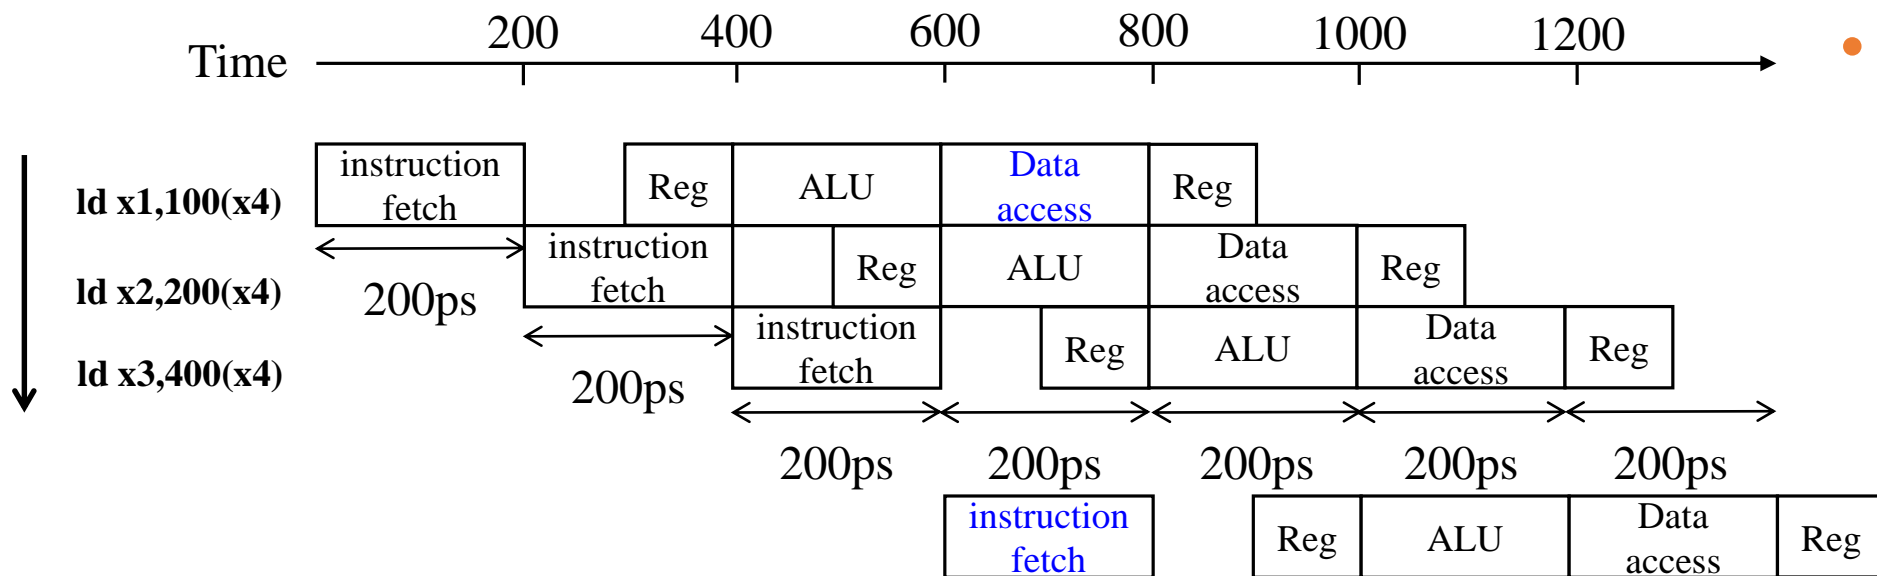 200 400 600 800 1000 1200
Time
instruction
fetch
Reg
ALU
Data
access
Reg
ld x1,100(x4)
instruction
fetch
Reg
ALU
Data
access
Reg
ld x2,200(x4)
200ps
instruction
fetch
Reg
ALU
Data
access
Reg
ld x3,400(x4)
200ps
200ps 200ps 200ps 200ps 200ps
instruction
fetch
Reg
ALU
Data
access
Reg